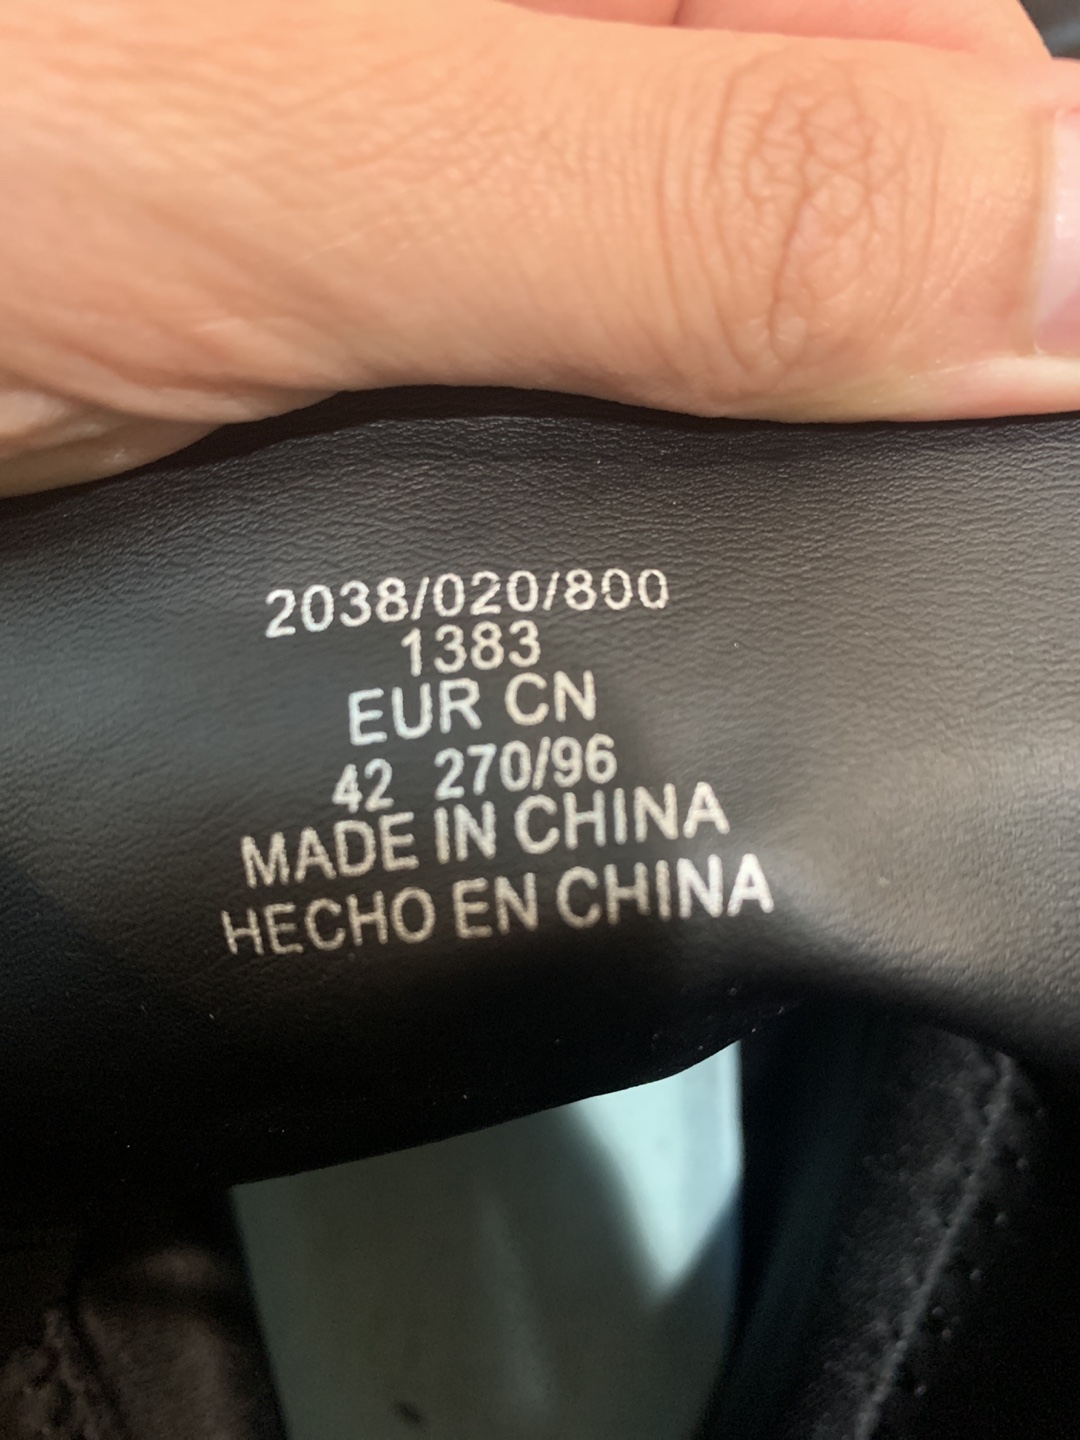 2038/020/800
1383
EUR CN
42 270/96
MADE IN CHINA
HECHO EN CHINA